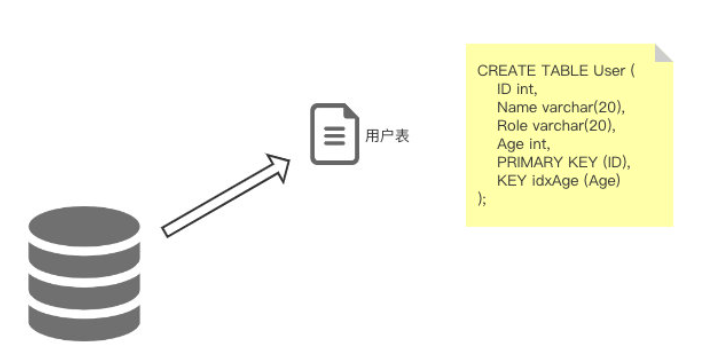 用户表
CREATE TABLE User (
ID int,
Name varchar(20),
Role varchar(20),
Age int,
PRIMARY KEY (ID),
KEY idxAge (Age)
);